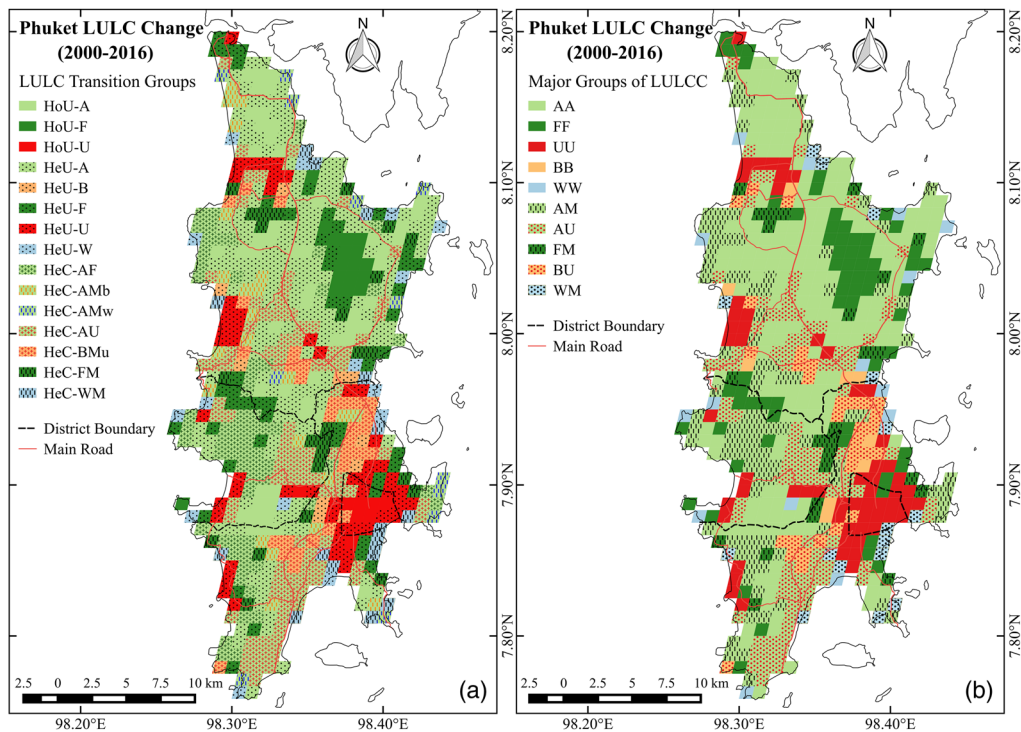 Phuket LULC Change
(2000-2016)
N
LULC Transition Groups
HoU-A
HoU-F
HoU-U
HeU-A
HeU-B
HeU-F
HeU-U
HeU-W
HeC-AF
HeC-AMb
HeC-AMw
HeC-AU
HeC-BMu
HeC-FM
HeC-WM
District Boundary
Main Road
2.5 0 2.5 5 7.5 10 km
(a)
98.20°E 98.30°E 98.40°E
8.20°N
8.10°N
8.00°N
7.90°N
7.80°N
Phuket LULC Change
(2000-2016)
N
Major Groups of LULCC
AA
FF
UU
BB
WW
AM
AU
FM
BU
WM
District Boundary
Main Road
2.5 0 2.5 5 7.5 10 km
(b)
98.20°E 98.30°E 98.40°E
8.20°N
8.10°N
8.00°N
7.90°N
7.80°N